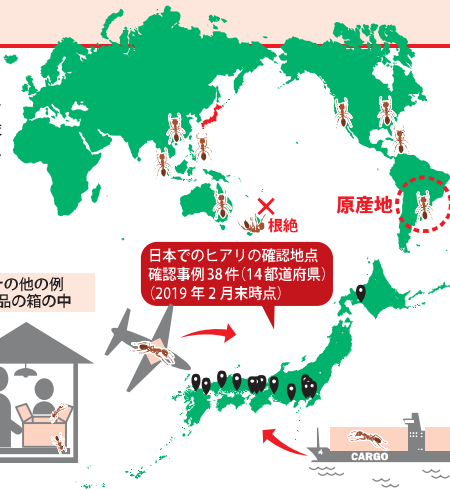 原産地
根絶
日本でのヒアリの確認地点
確認事例38件（14都道府県）
（2019年2月末時点）
の他の例
品の箱の中
CARGO